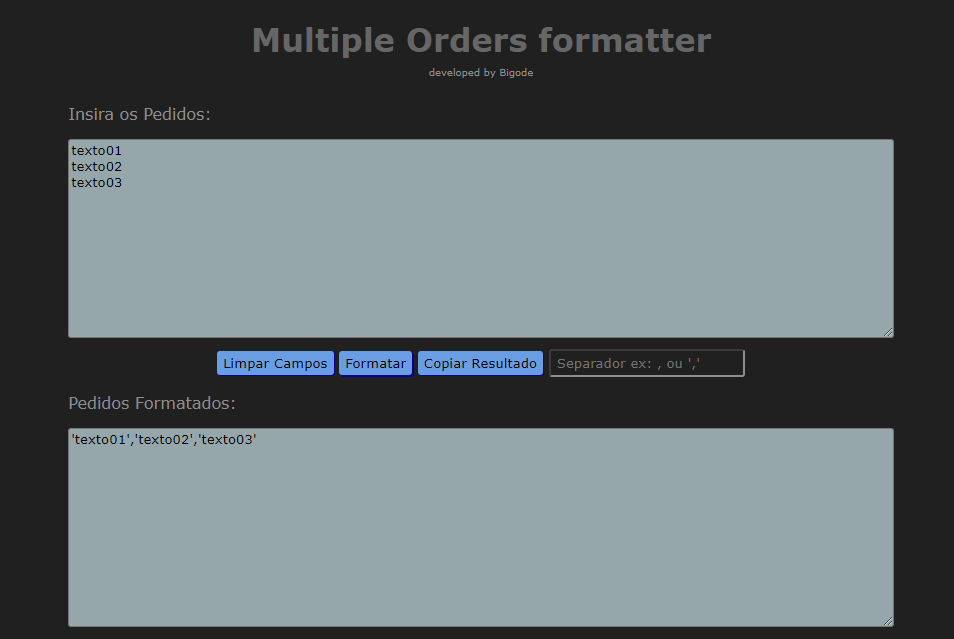 Multiple Orders formatter
developed by Bigode
Insira os Pedidos:
texto01
texto02
texto03
Limpar Campos Formatar Copiar Resultado Separador ex: , ou ','
Pedidos Formatados:
'texto01','texto02','texto03'